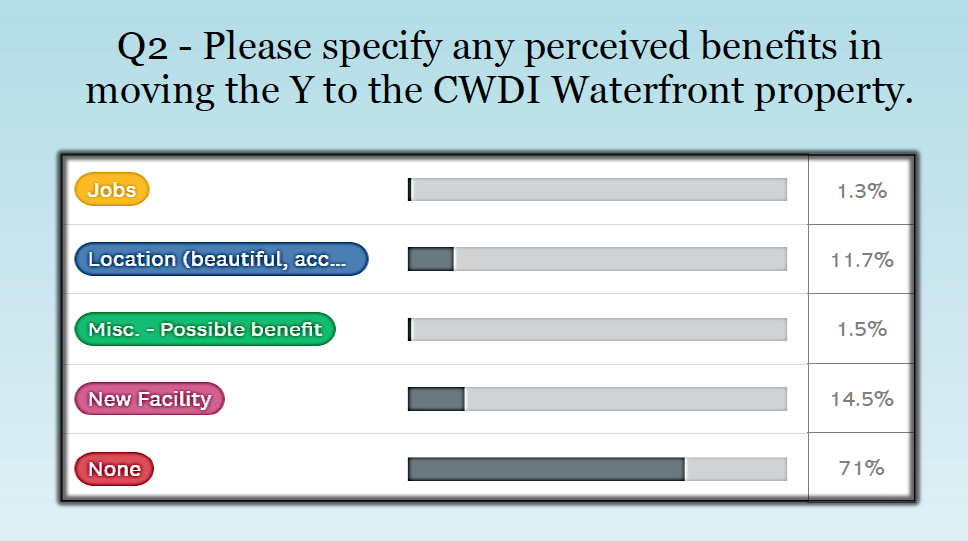 Q2 - Please specify any perceived benefits in
moving the Y to the CWDI Waterfront property.
Jobs 1.3%
Location (beautiful, acc... 11.7%
Misc. - Possible benefit 1.5%
New Facility 14.5%
None 71%